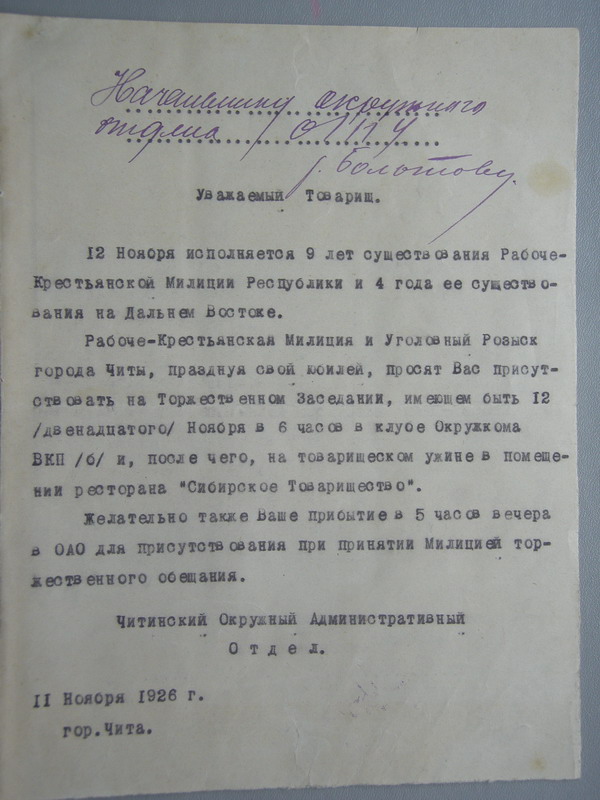 Начальнику окружного
отдела ОГПУ
т. Болотову.
Уважаемый Товарищ.
12 Ноября исполняется 9 лет существования Рабоче-
Крестьянской Милиции Республики и 4 года ее существо-
вания на Дальнем Востоке.
Рабоче-Крестьянская Милиция и Уголовный Розыск
города Читы, празднуя свой юбилей, просят Вас присут-
ствовать на Торжественном Заседании, имеющем быть 12
/двенадцатого/ Ноября в 6 часов в клубе Окружкома
ВКП /б/ и, после чего, на товарищеском ужине в помеще-
нии ресторана "Сибирское Товарищество".
Желательно также Ваше прибытие в 5 часов вечера
в ОАО для присутствования при принятии Милицией тор-
жественного обещания.
Читинский Окружный Административный
Отдел.
11 Ноября 1926 г.
гор.Чита.